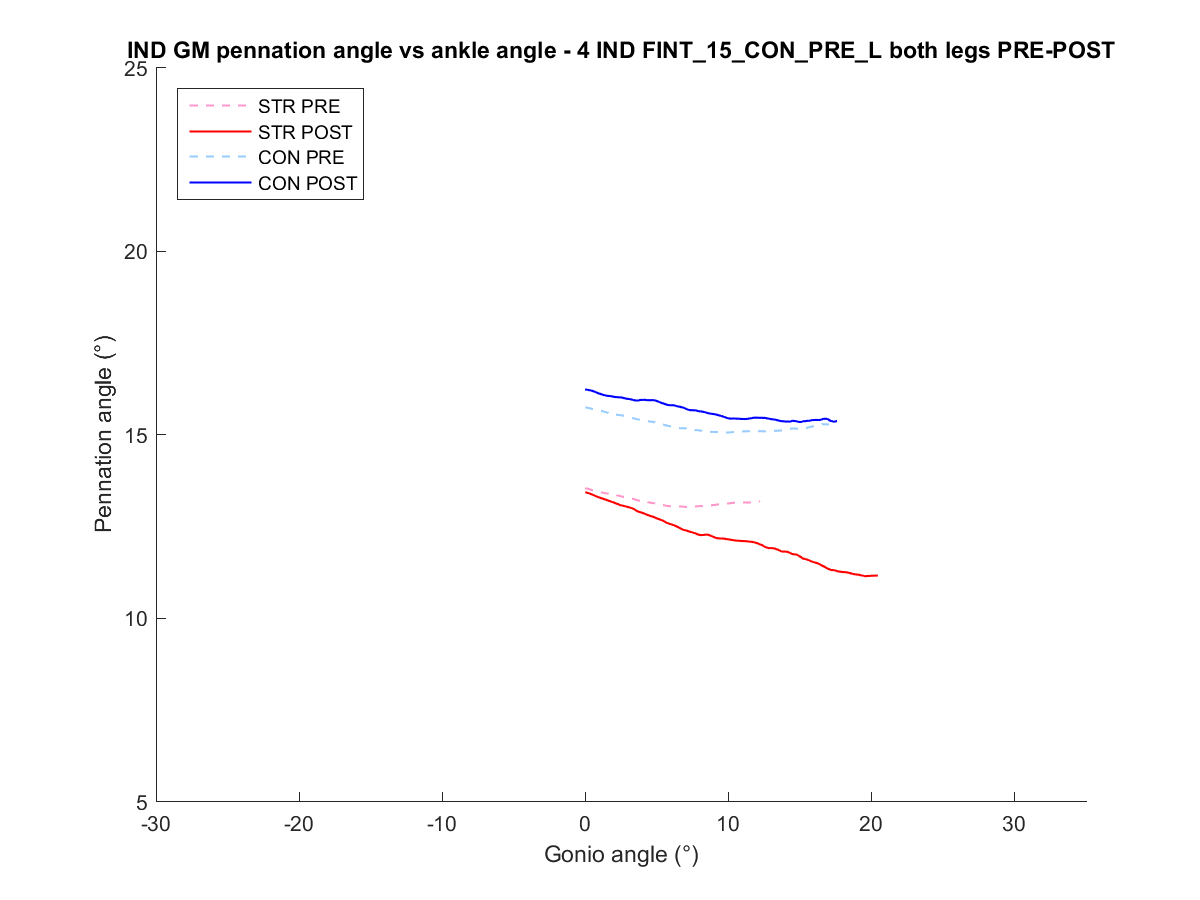 IND GM pennation angle vs ankle angle - 4 IND FINT_15_CON_PRE_L both legs PRE-POST
25
STR PRE
STR POST
CON PRE
CON POST
20
15
10
5
Pennation angle (°)
-30
-20
-10
0
10
20
30
Gonio angle (°)